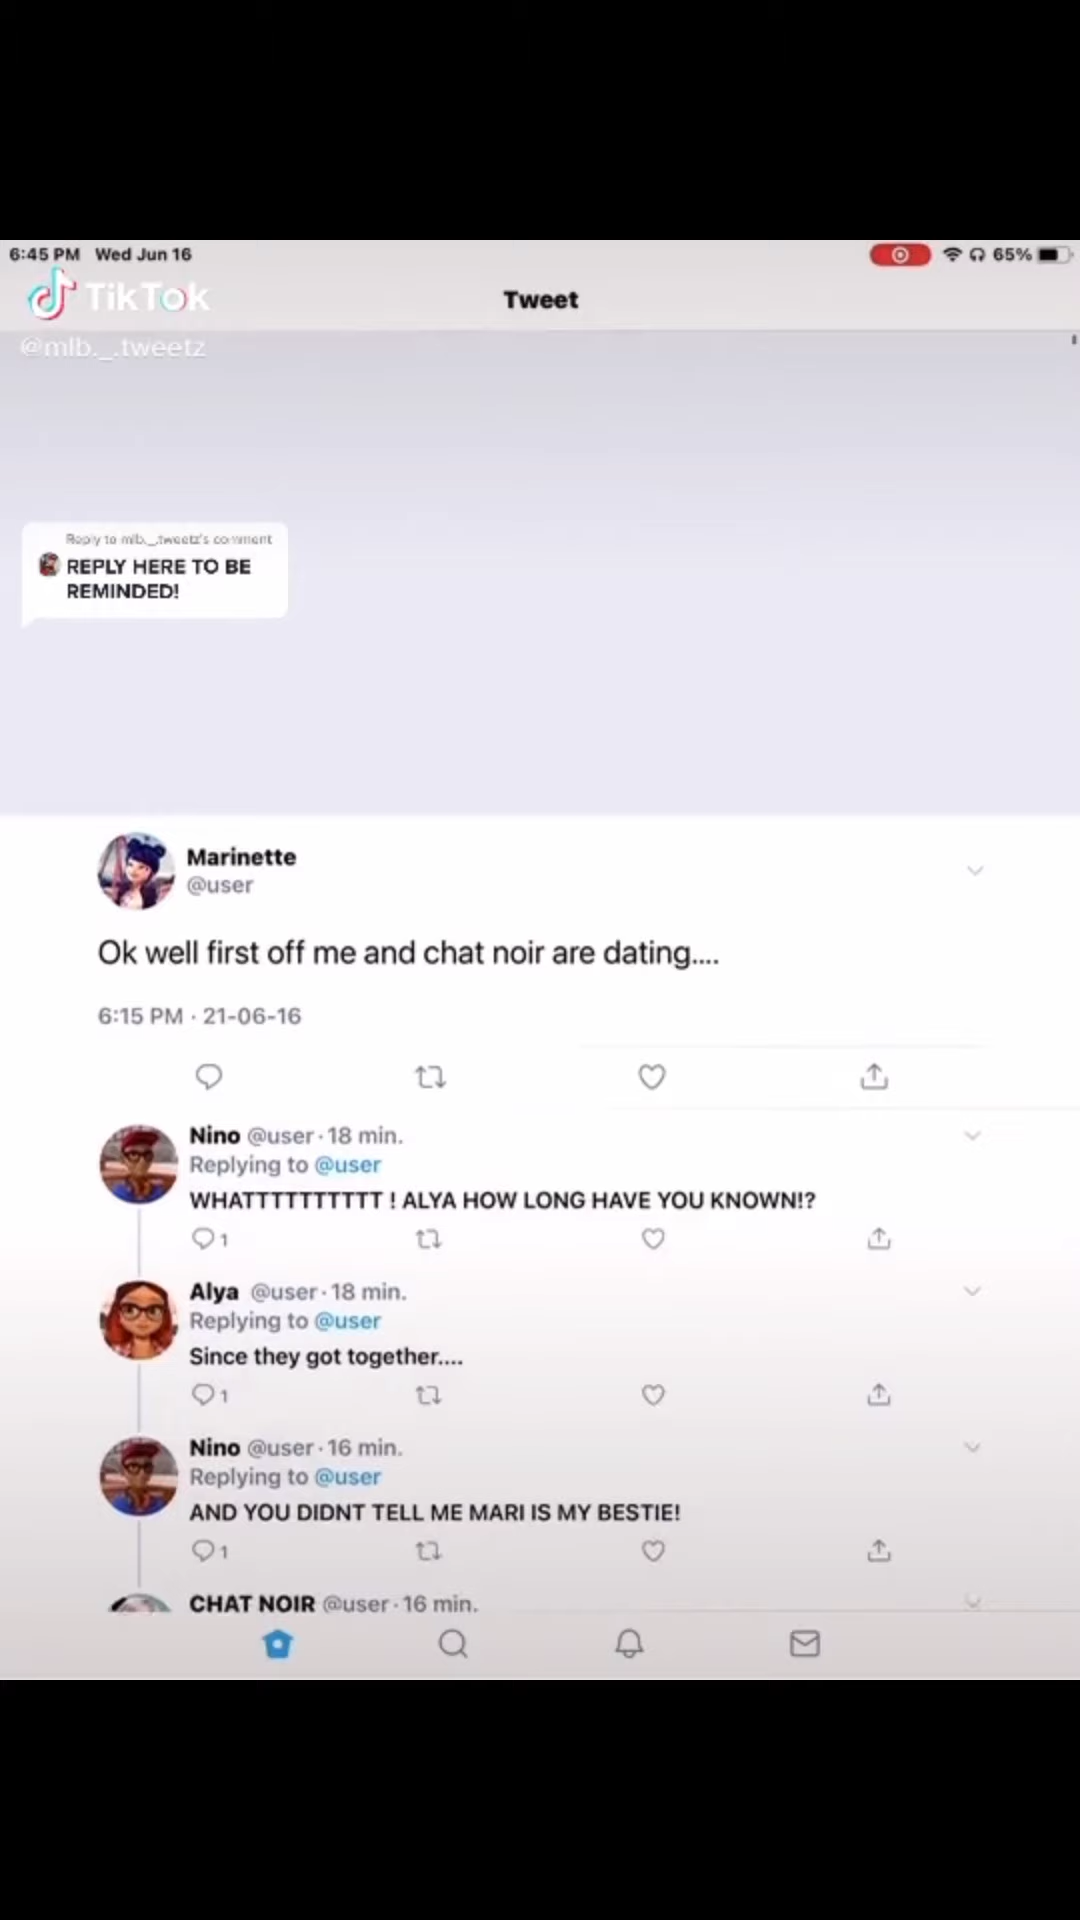 6:45 PM Wed Jun 16
65%
TikTok
Tweet
@mlb._.tweetz
Reply to mlb._.tweetz's comment
REPLY HERE TO BE
REMINDED!
Marinette
@user
Ok well first off me and chat noir are dating....
6:15 PM · 21-06-16
Nino @user · 18 min.
Replying to @user
WHATTTTTTTTTT ! ALYA HOW LONG HAVE YOU KNOWN!?
1
Alya @user · 18 min.
Replying to @user
Since they got together....
1
Nino @user · 16 min.
Replying to @user
AND YOU DIDNT TELL ME MARI IS MY BESTIE!
1
CHAT NOIR @user · 16 min.